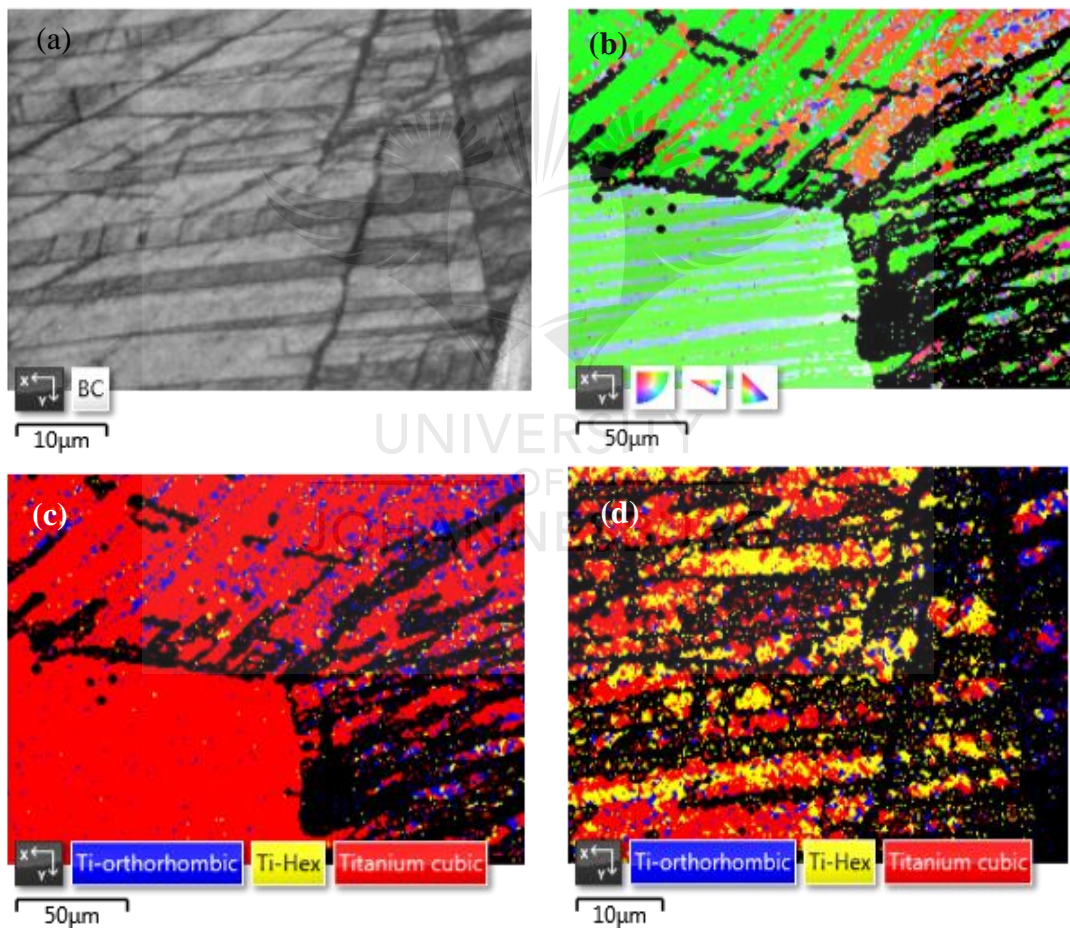 (a)
(b)
X
Y
BC
10µm
X
Y
50µm
UNIVERSITY
OF
JOHANNESBURG
(c)
(d)
X
Y
Ti-orthorhombic
Ti-Hex
Titanium cubic
50µm
X
Y
Ti-orthorhombic
Ti-Hex
Titanium cubic
10µm